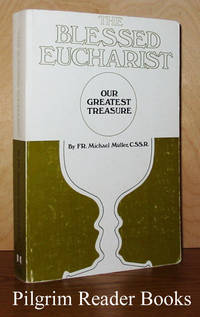 THE
BLESSED
EUCHARIST
OUR
GREATEST
TREASURE
By FR. Michael Muller, C.SS.R.
Pilgrim Reader Books